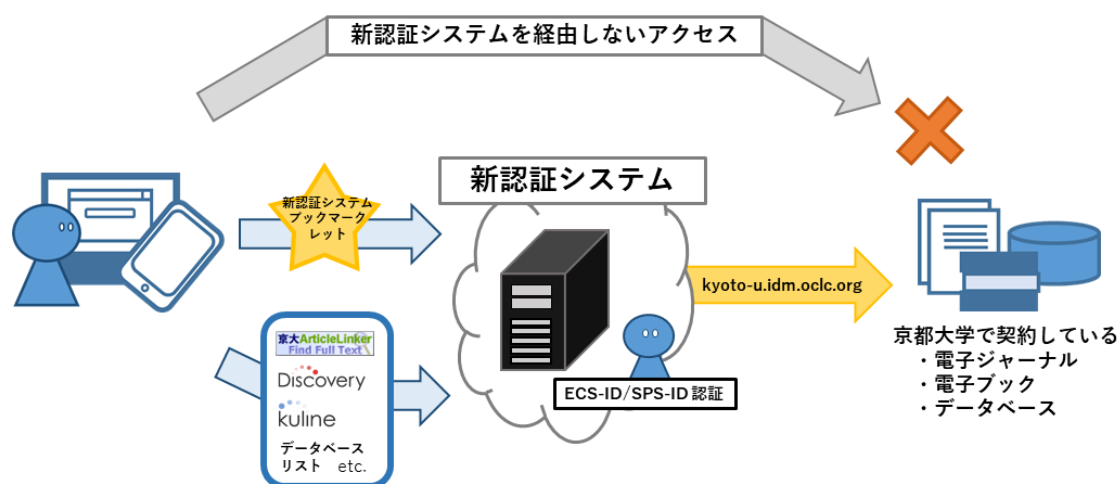 新認証システムを経由しないアクセス
新認証システム
新認証システム
ブックマーク
レット
kyoto-u.idm.oclc.org
京大ArticleLinker
Find Full Text
Discovery
kuline
データベース
リスト etc.
ECS-ID/SPS-ID 認証
京都大学で契約している
・電子ジャーナル
・電子ブック
・データベース